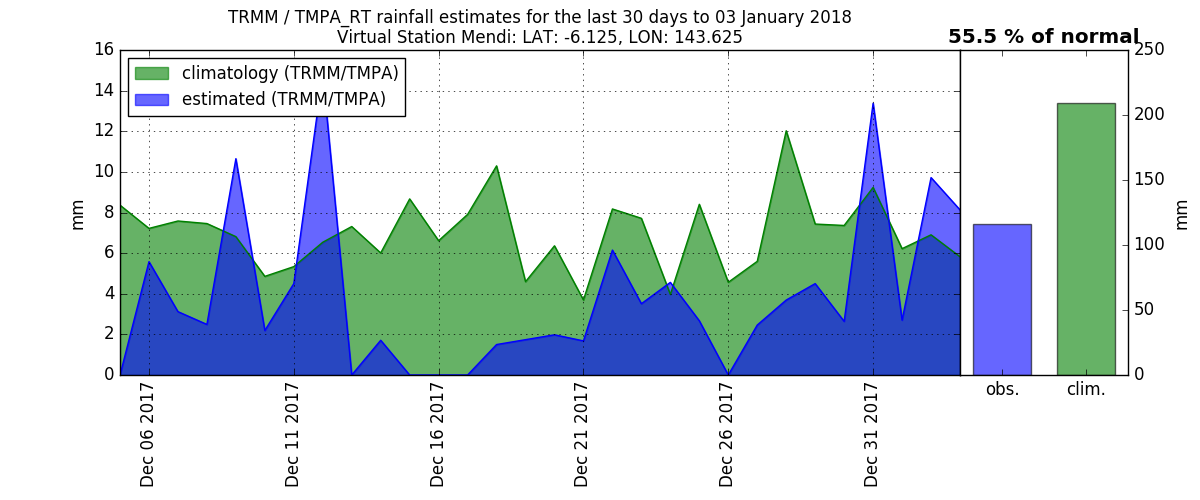 TRMM / TMPA_RT rainfall estimates for the last 30 days to 03 January 2018
Virtual Station Mendi: LAT: -6.125, LON: 143.625
55.5 % of normal
climatology (TRMM/TMPA)
estimated (TRMM/TMPA)
mm
16
14
12
10
8
6
4
2
0
Dec 06 2017
Dec 11 2017
Dec 16 2017
Dec 21 2017
Dec 26 2017
Dec 31 2017
obs.
clim.
250
200
150
100
50
0
mm